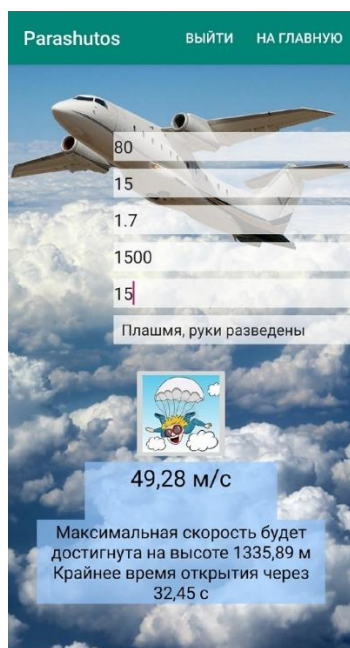 Parashutos ВЫЙТИ НА ГЛАВНУЮ
80
15
1.7
1500
15
Плашмя, руки разведены
49,28 м/с
Максимальная скорость будет
достигнута на высоте 1335,89 м
Крайнее время открытия через
32,45 с